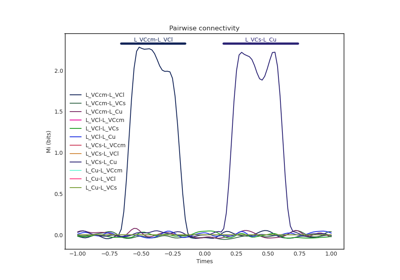 Pairwise connectivity
L_VCcm-L_VCl
L_VCs-L_Cu
2.0
1.5
1.0
0.5
0.0
MI (bits)
L_VCcm-L_VCl
L_VCcm-L_VCs
L_VCcm-L_Cu
L_VCl-L_VCcm
L_VCl-L_VCs
L_VCl-L_Cu
L_VCs-L_VCcm
L_VCs-L_VCl
L_VCs-L_Cu
L_Cu-L_VCcm
L_Cu-L_VCl
L_Cu-L_VCs
−1.00 −0.75 −0.50 −0.25 0.00 0.25 0.50 0.75 1.00
Times